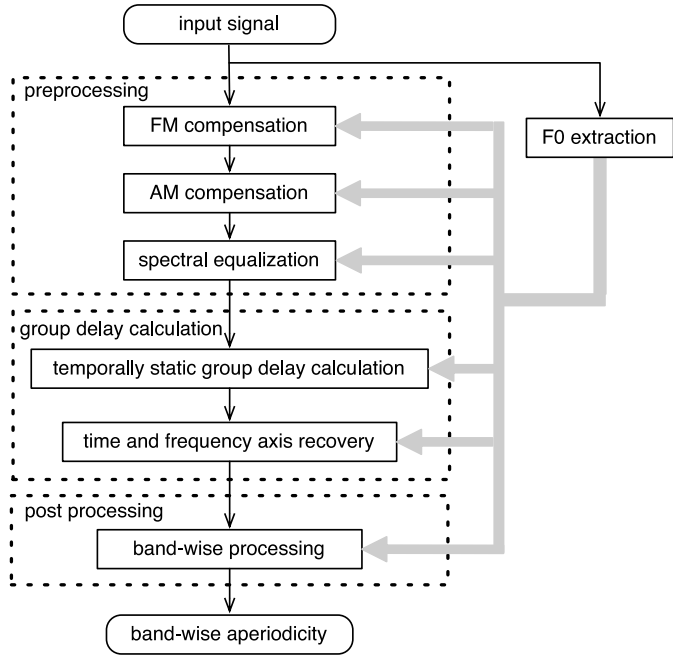 input signal
preprocessing
FM compensation
F0 extraction
AM compensation
spectral equalization
group delay calculation
temporally static group delay calculation
time and frequency axis recovery
post processing
band-wise processing
band-wise aperiodicity